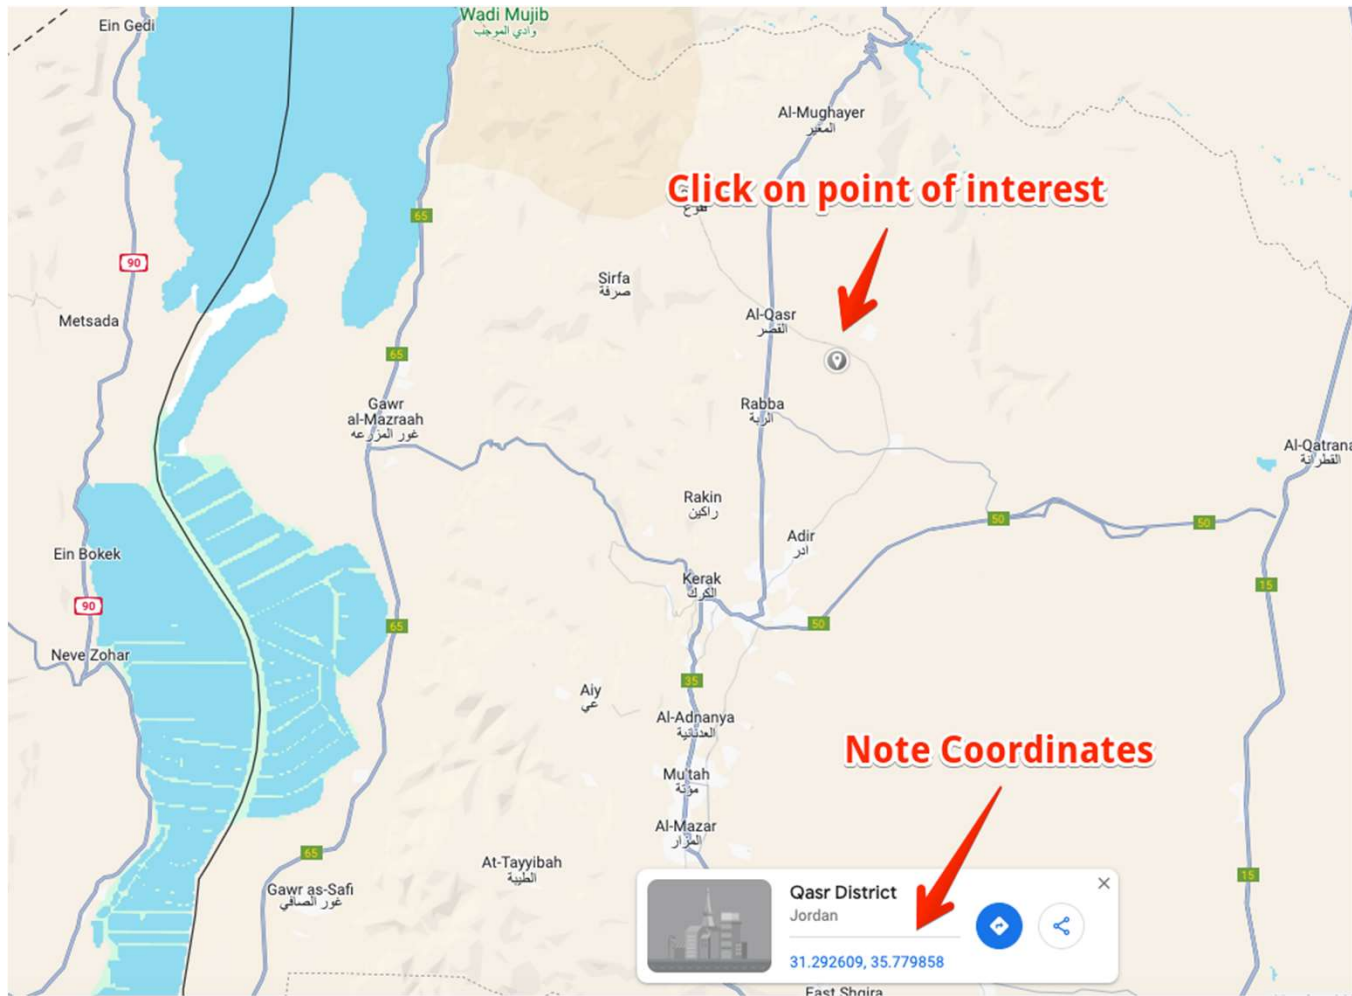 Wadi Mujib
وادي الموجب
Ein Gedi
Al-Mughayer
المغير
Click on point of interest
فقوع
65
90
Sirfa
صرفة
Metsada
Al-Qasr
القصر
65
Gawr
al-Mazraah
غور المزرعه
Rabba
الربة
Al-Qatrana
القطرانة
Rakin
راكين
50
50
Adir
ادر
Ein Bokek
Kerak
الكرك
15
90
65
50
Neve Zohar
35
Aiy
عي
Al-Adnanya
العدنانية
Note Coordinates
Mu'tah
مؤتة
Al-Mazar
المزار
65
At-Tayyibah
الطيبة
15
Gawr as-Safi
غور الصافي
Qasr District
Jordan
31.292609, 35.779858
East Shqira